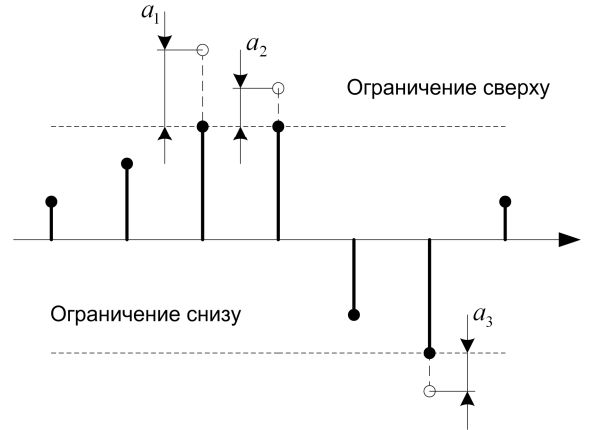 a1
a2
Ограничение сверху
Ограничение снизу
a3